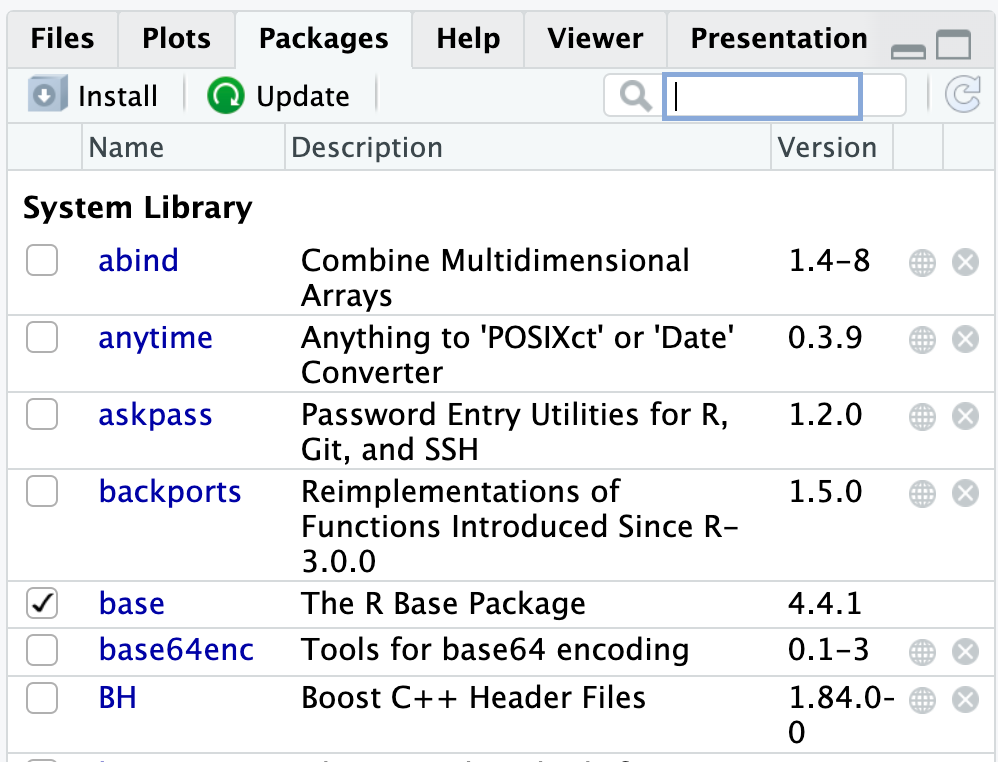 Files Plots Packages Help Viewer Presentation
Install Update
Name Description Version
System Library
abind Combine Multidimensional 1.4-8
Arrays
anytime Anything to 'POSIXct' or 'Date' 0.3.9
Converter
askpass Password Entry Utilities for R, 1.2.0
Git, and SSH
backports Reimplementations of 1.5.0
Functions Introduced Since R-
3.0.0
base The R Base Package 4.4.1
base64enc Tools for base64 encoding 0.1-3
BH Boost C++ Header Files 1.84.0-
0